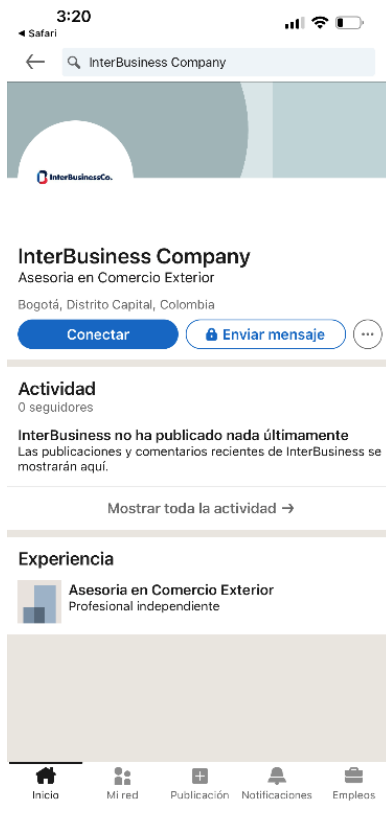 3:20
◀ Safari
InterBusiness Company
InterBusinessCo.
InterBusiness Company
Asesoria en Comercio Exterior
Bogotá, Distrito Capital, Colombia
Conectar
Enviar mensaje
Actividad
0 seguidores
InterBusiness no ha publicado nada últimamente
Las publicaciones y comentarios recientes de InterBusiness se
mostrarán aquí.
Mostrar toda la actividad →
Experiencia
Asesoria en Comercio Exterior
Profesional independiente
Inicio Mi red Publicación Notificaciones Empleos